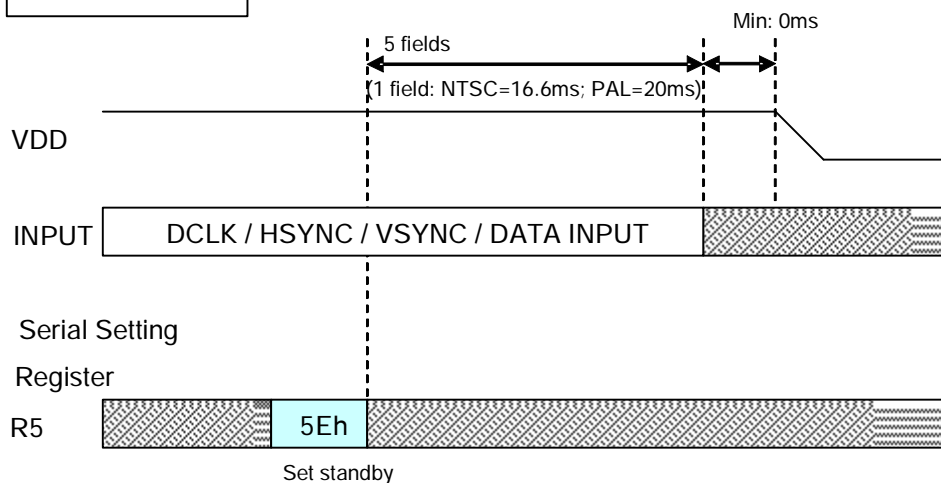 Min: 0ms
5 fields
(1 field: NTSC=16.6ms; PAL=20ms)
VDD
INPUT
DCLK / HSYNC / VSYNC / DATA INPUT
Serial Setting
Register
R5
5Eh
Set standby